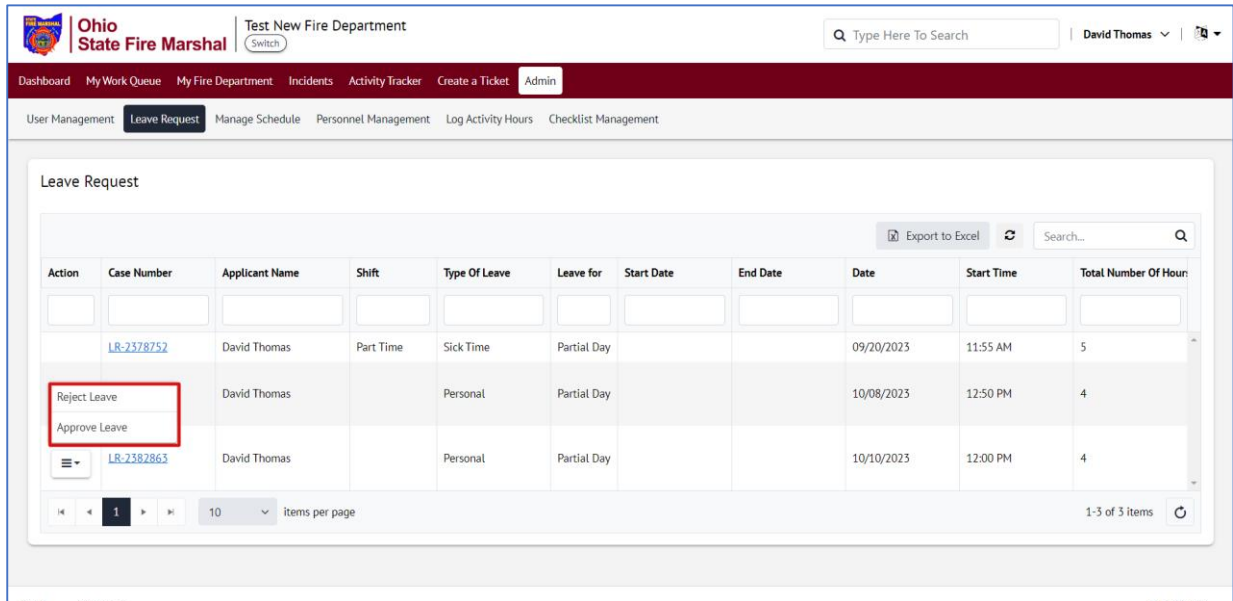 Ohio
State Fire Marshal
Test New Fire Department
Switch
Type Here To Search
David Thomas
Dashboard My Work Queue My Fire Department Incidents Activity Tracker Create a Ticket Admin
User Management Leave Request Manage Schedule Personnel Management Log Activity Hours Checklist Management
Leave Request
Export to Excel Search...
Action Case Number Applicant Name Shift Type Of Leave Leave for Start Date End Date Date Start Time Total Number Of Hour
LR-2378752 David Thomas Part Time Sick Time Partial Day 09/20/2023 11:55 AM 5
David Thomas Personal Partial Day 10/08/2023 12:50 PM 4
Reject Leave
Approve Leave
LR-2382863 David Thomas Personal Partial Day 10/10/2023 12:00 PM 4
1 10 items per page 1-3 of 3 items